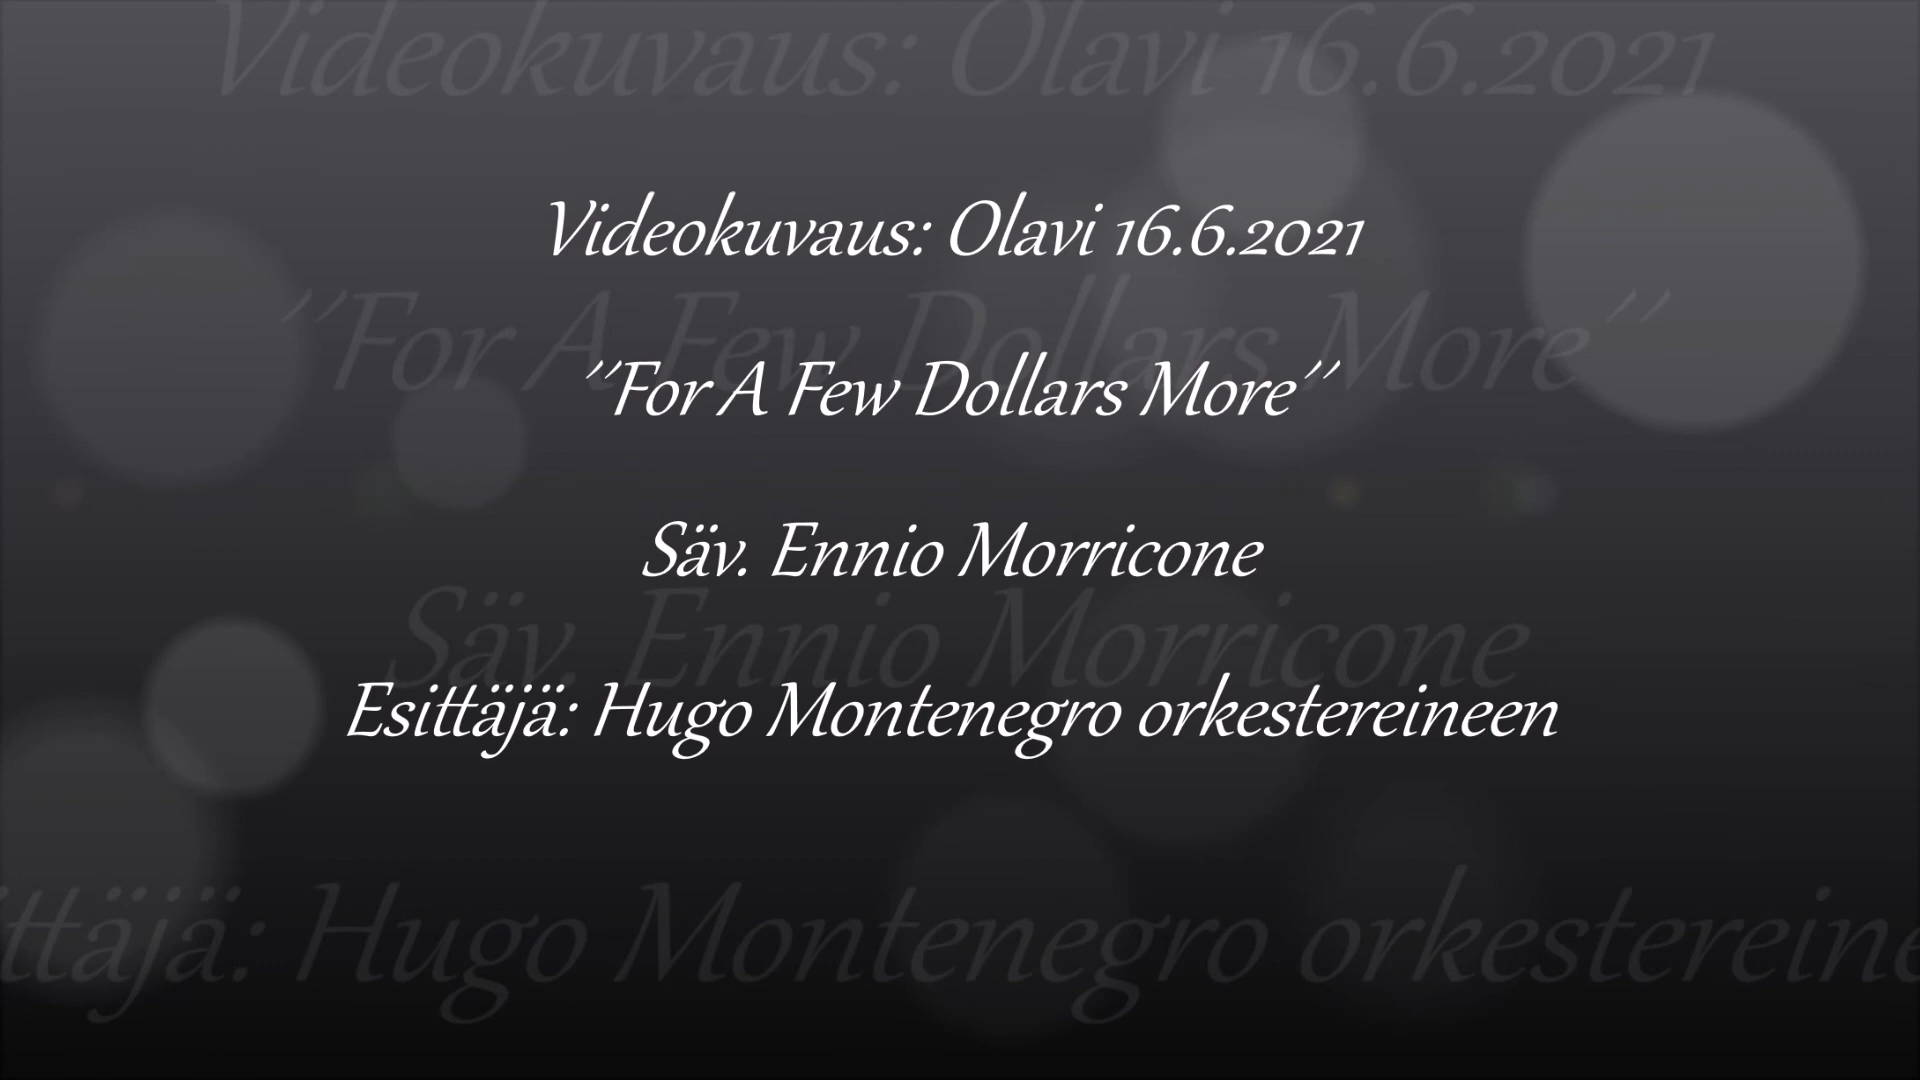 Videokuvaus: Olavi 16.6.2021
''For A Few Dollars More''
Säv. Ennio Morricone
Esittäjä: Hugo Montenegro orkestereineen